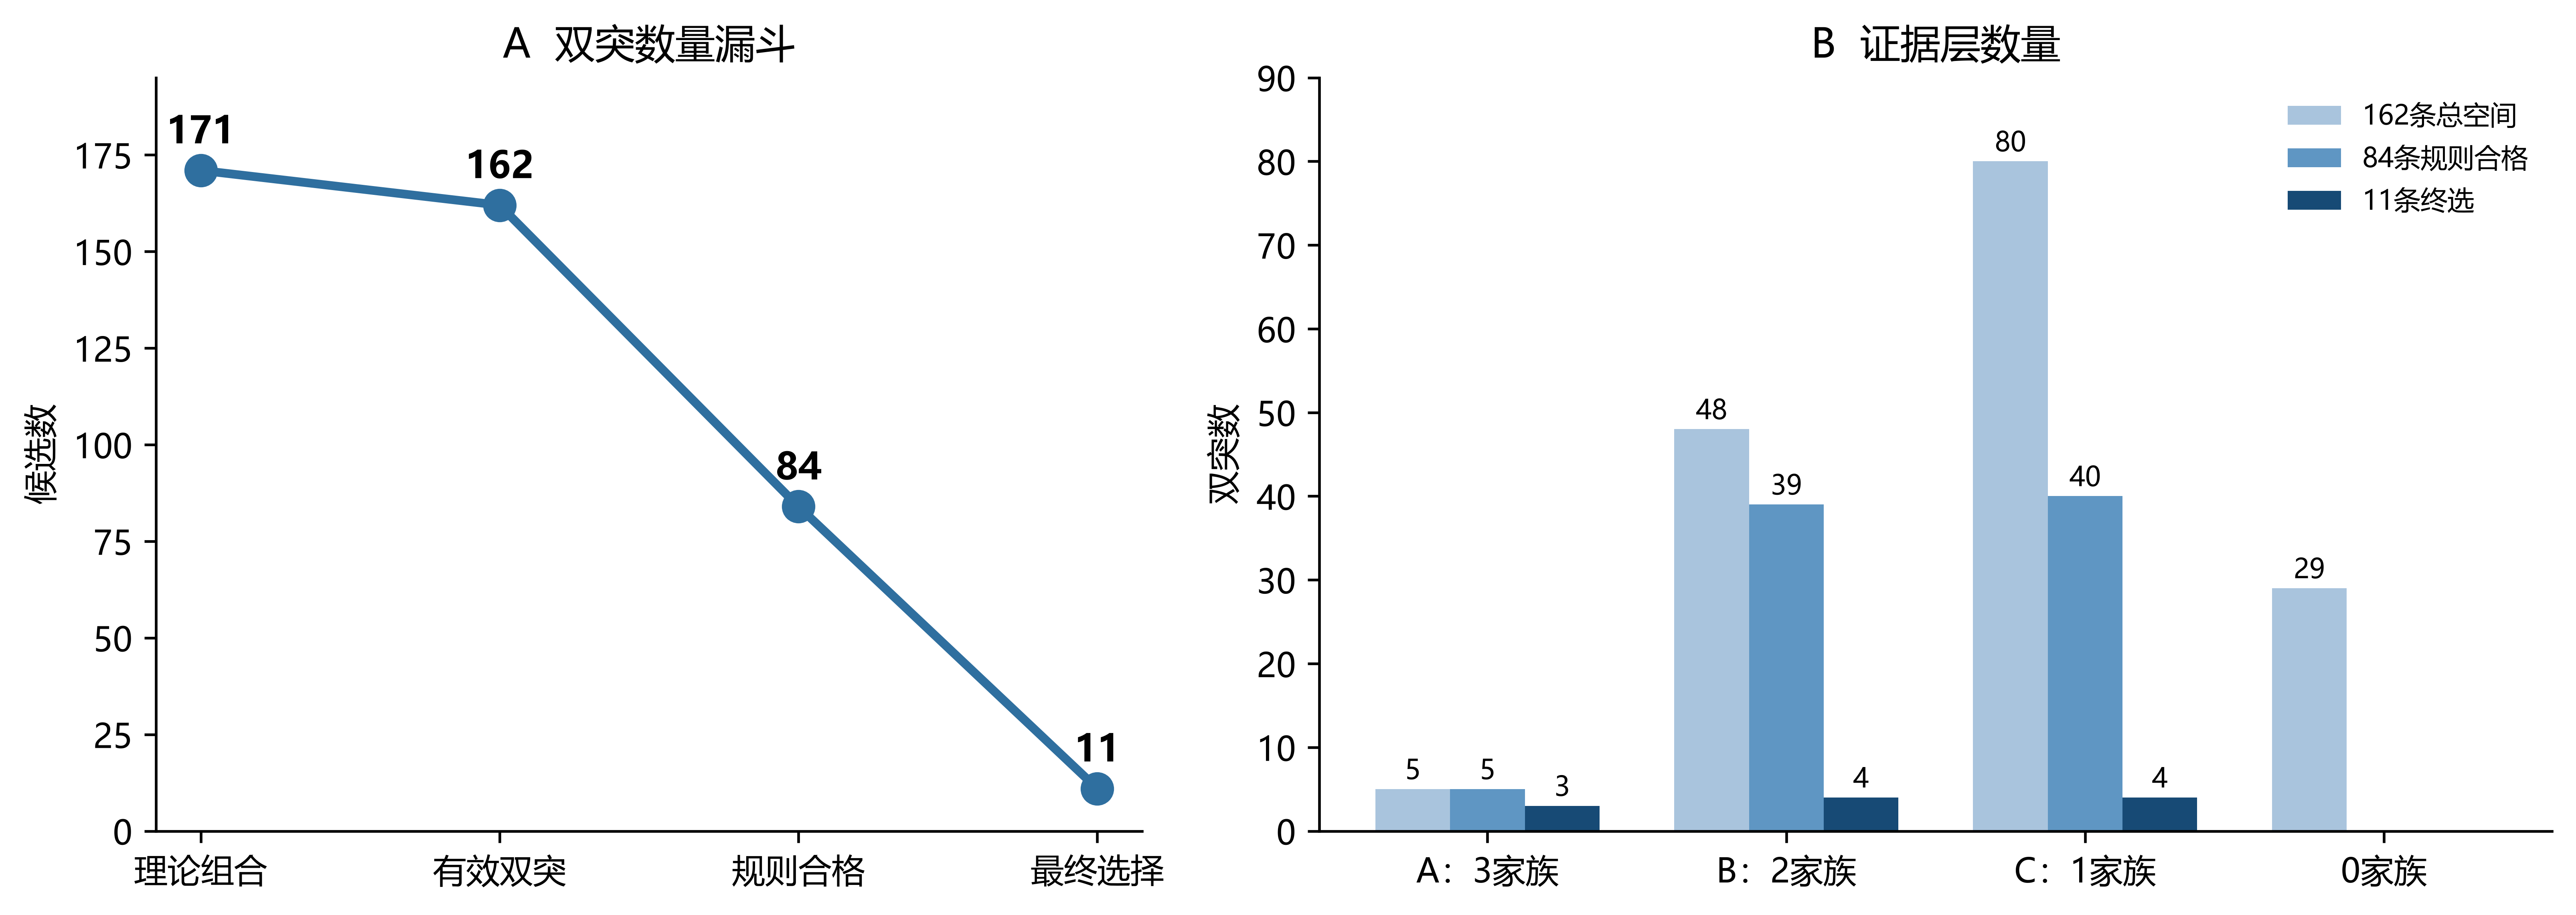 A 双突数量漏斗
候选数
175
150
125
100
75
50
25
0
171
162
84
11
理论组合
有效双突
规则合格
最终选择
B 证据层数量
双突数
90
80
70
60
50
40
30
20
10
0
162条总空间
84条规则合格
11条终选
5
5
3
48
39
4
80
40
4
29
A：3家族
B：2家族
C：1家族
0家族